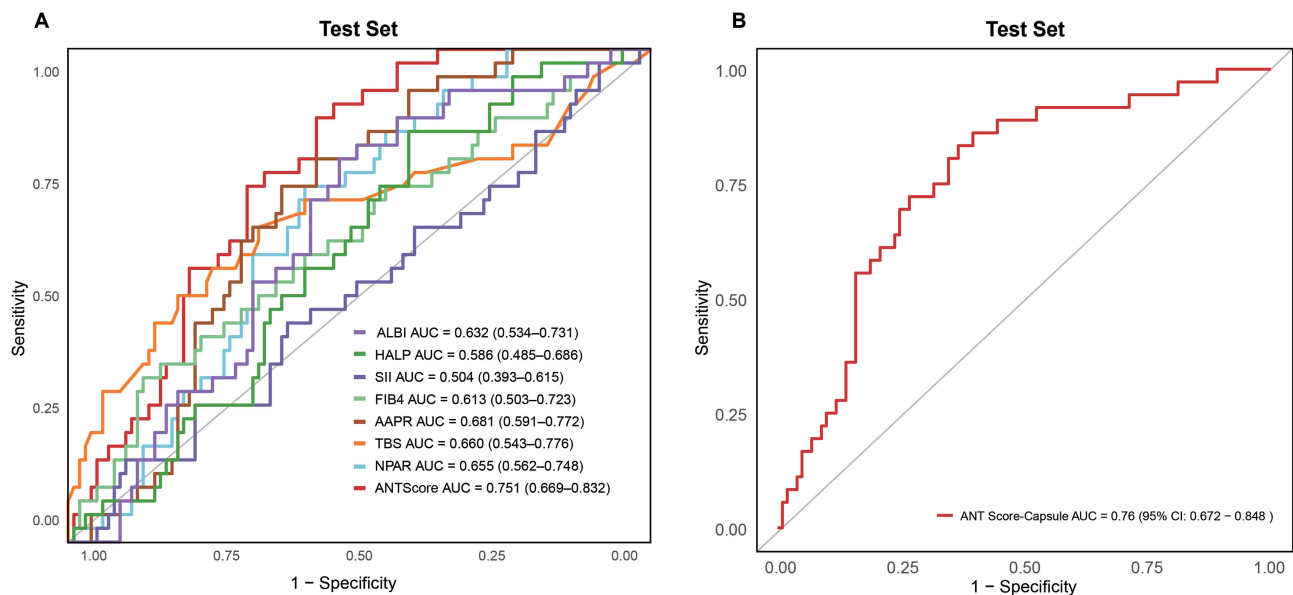 A
Test Set
1.00
0.75
0.50
0.25
0.00
Sensitivity
ALBI AUC = 0.632 (0.534–0.731)
HALP AUC = 0.586 (0.485–0.686)
SII AUC = 0.504 (0.393–0.615)
FIB4 AUC = 0.613 (0.503–0.723)
AAPR AUC = 0.681 (0.591–0.772)
TBS AUC = 0.660 (0.543–0.776)
NPAR AUC = 0.655 (0.562–0.748)
ANTScore AUC = 0.751 (0.669–0.832)
1.00 0.75 0.50 0.25 0.00
1 − Specificity
B
Test Set
1.00
0.75
0.50
0.25
0.00
Sensitivity
ANT Score-Capsule AUC = 0.76 (95% CI: 0.672 − 0.848 )
0.00 0.25 0.50 0.75 1.00
1 − Specificity